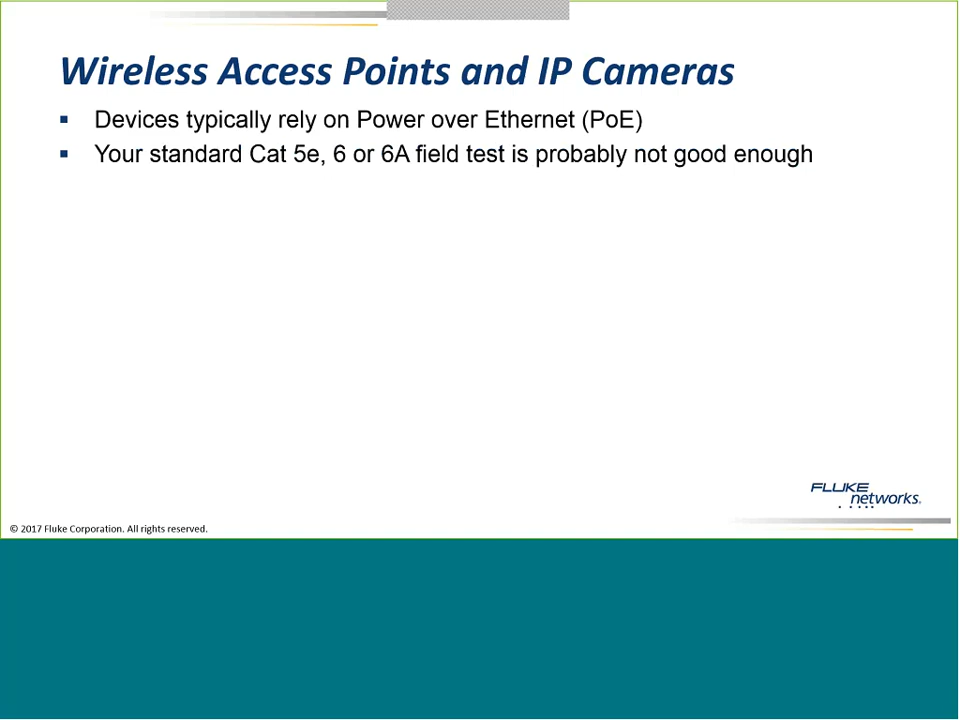 Wireless Access Points and IP Cameras
▪ Devices typically rely on Power over Ethernet (PoE)
▪ Your standard Cat 5e, 6 or 6A field test is probably not good enough
FLUKE
networks.
© 2017 Fluke Corporation. All rights reserved.